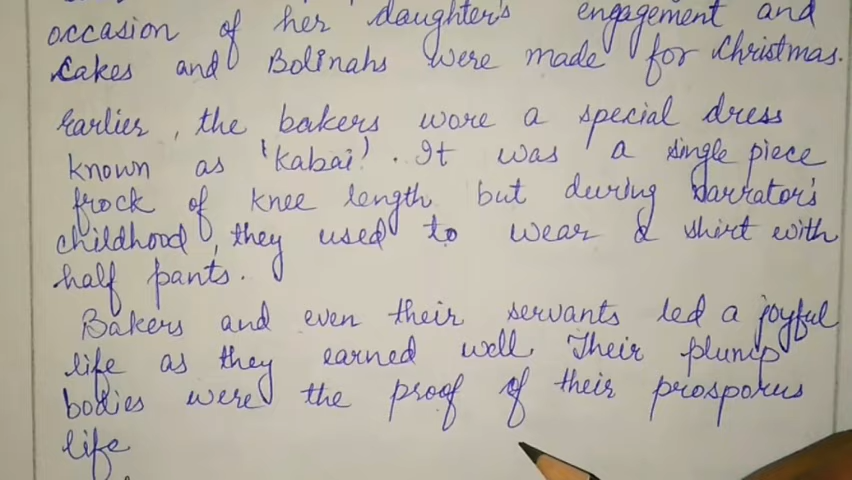 occasion of her daughter's engagement and
cakes and Bolinahs were made for Christmas.
Earlier, the bakers wore a special dress
known as 'kabai'. It was a single piece
frock of knee length but during narrator's
childhood, they used to wear a shirt with
half pants.
Bakers and even their servants led a joyful
life as they earned well. Their plump
bodies were the proof of their prosporus
life